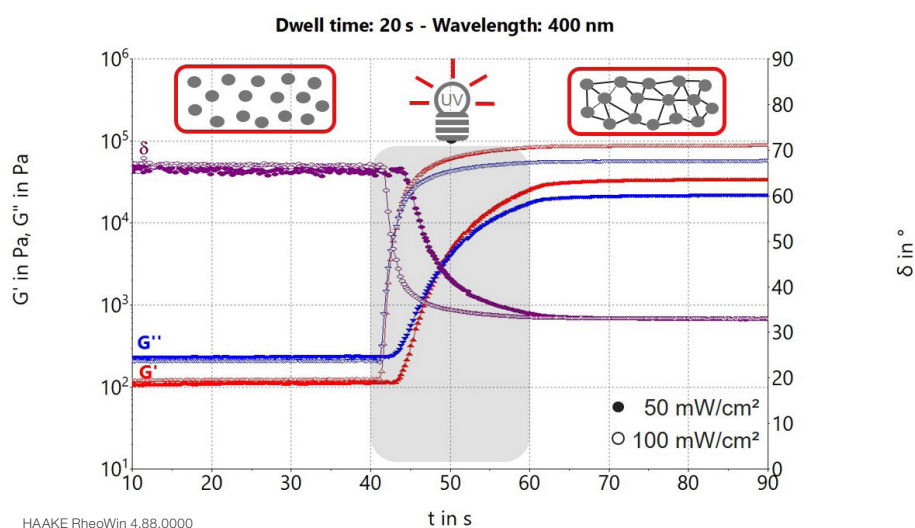 Dwell time: 20 s - Wavelength: 400 nm
10⁶
10⁵
10⁴
10³
10²
10¹
G' in Pa, G'' in Pa
UV
δ
G''
G'
50 mW/cm²
100 mW/cm²
90
80
70
60
50
40
30
20
10
0
δ in °
10
20
30
40
50
60
70
80
90
t in s
HAAKE RheoWin 4.88.0000